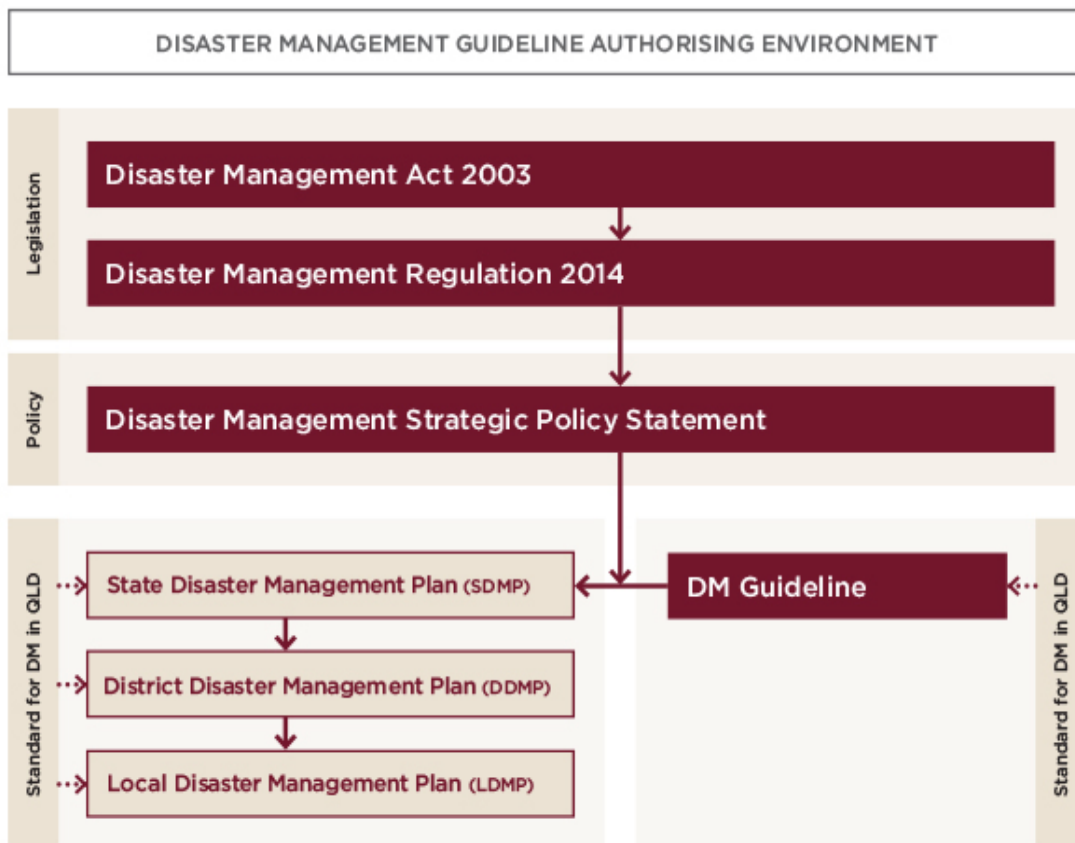 DISASTER MANAGEMENT GUIDELINE AUTHORISING ENVIRONMENT
Legislation
Disaster Management Act 2003
Disaster Management Regulation 2014
Policy
Disaster Management Strategic Policy Statement
Standard for DM in QLD
State Disaster Management Plan (SDMP)
District Disaster Management Plan (DDMP)
Local Disaster Management Plan (LDMP)
DM Guideline
Standard for DM in QLD